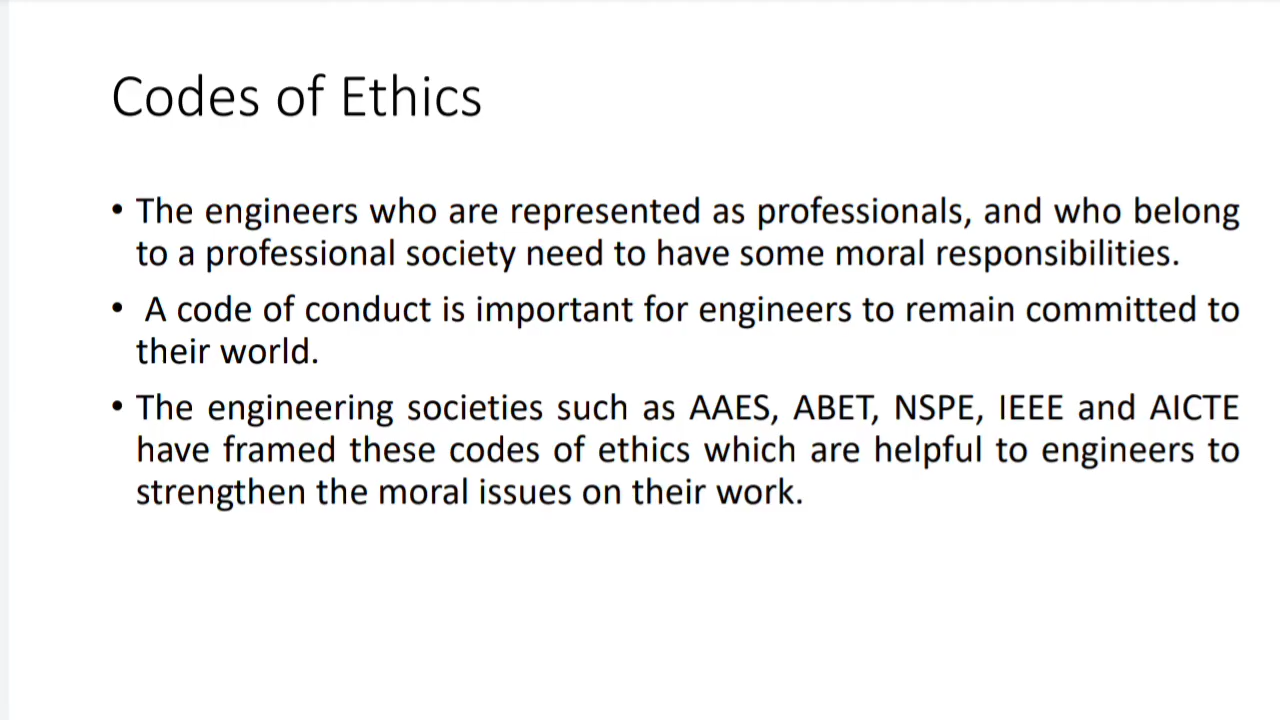 Codes of Ethics
• The engineers who are represented as professionals, and who belong
to a professional society need to have some moral responsibilities.
• A code of conduct is important for engineers to remain committed to
their world.
• The engineering societies such as AAES, ABET, NSPE, IEEE and AICTE
have framed these codes of ethics which are helpful to engineers to
strengthen the moral issues on their work.